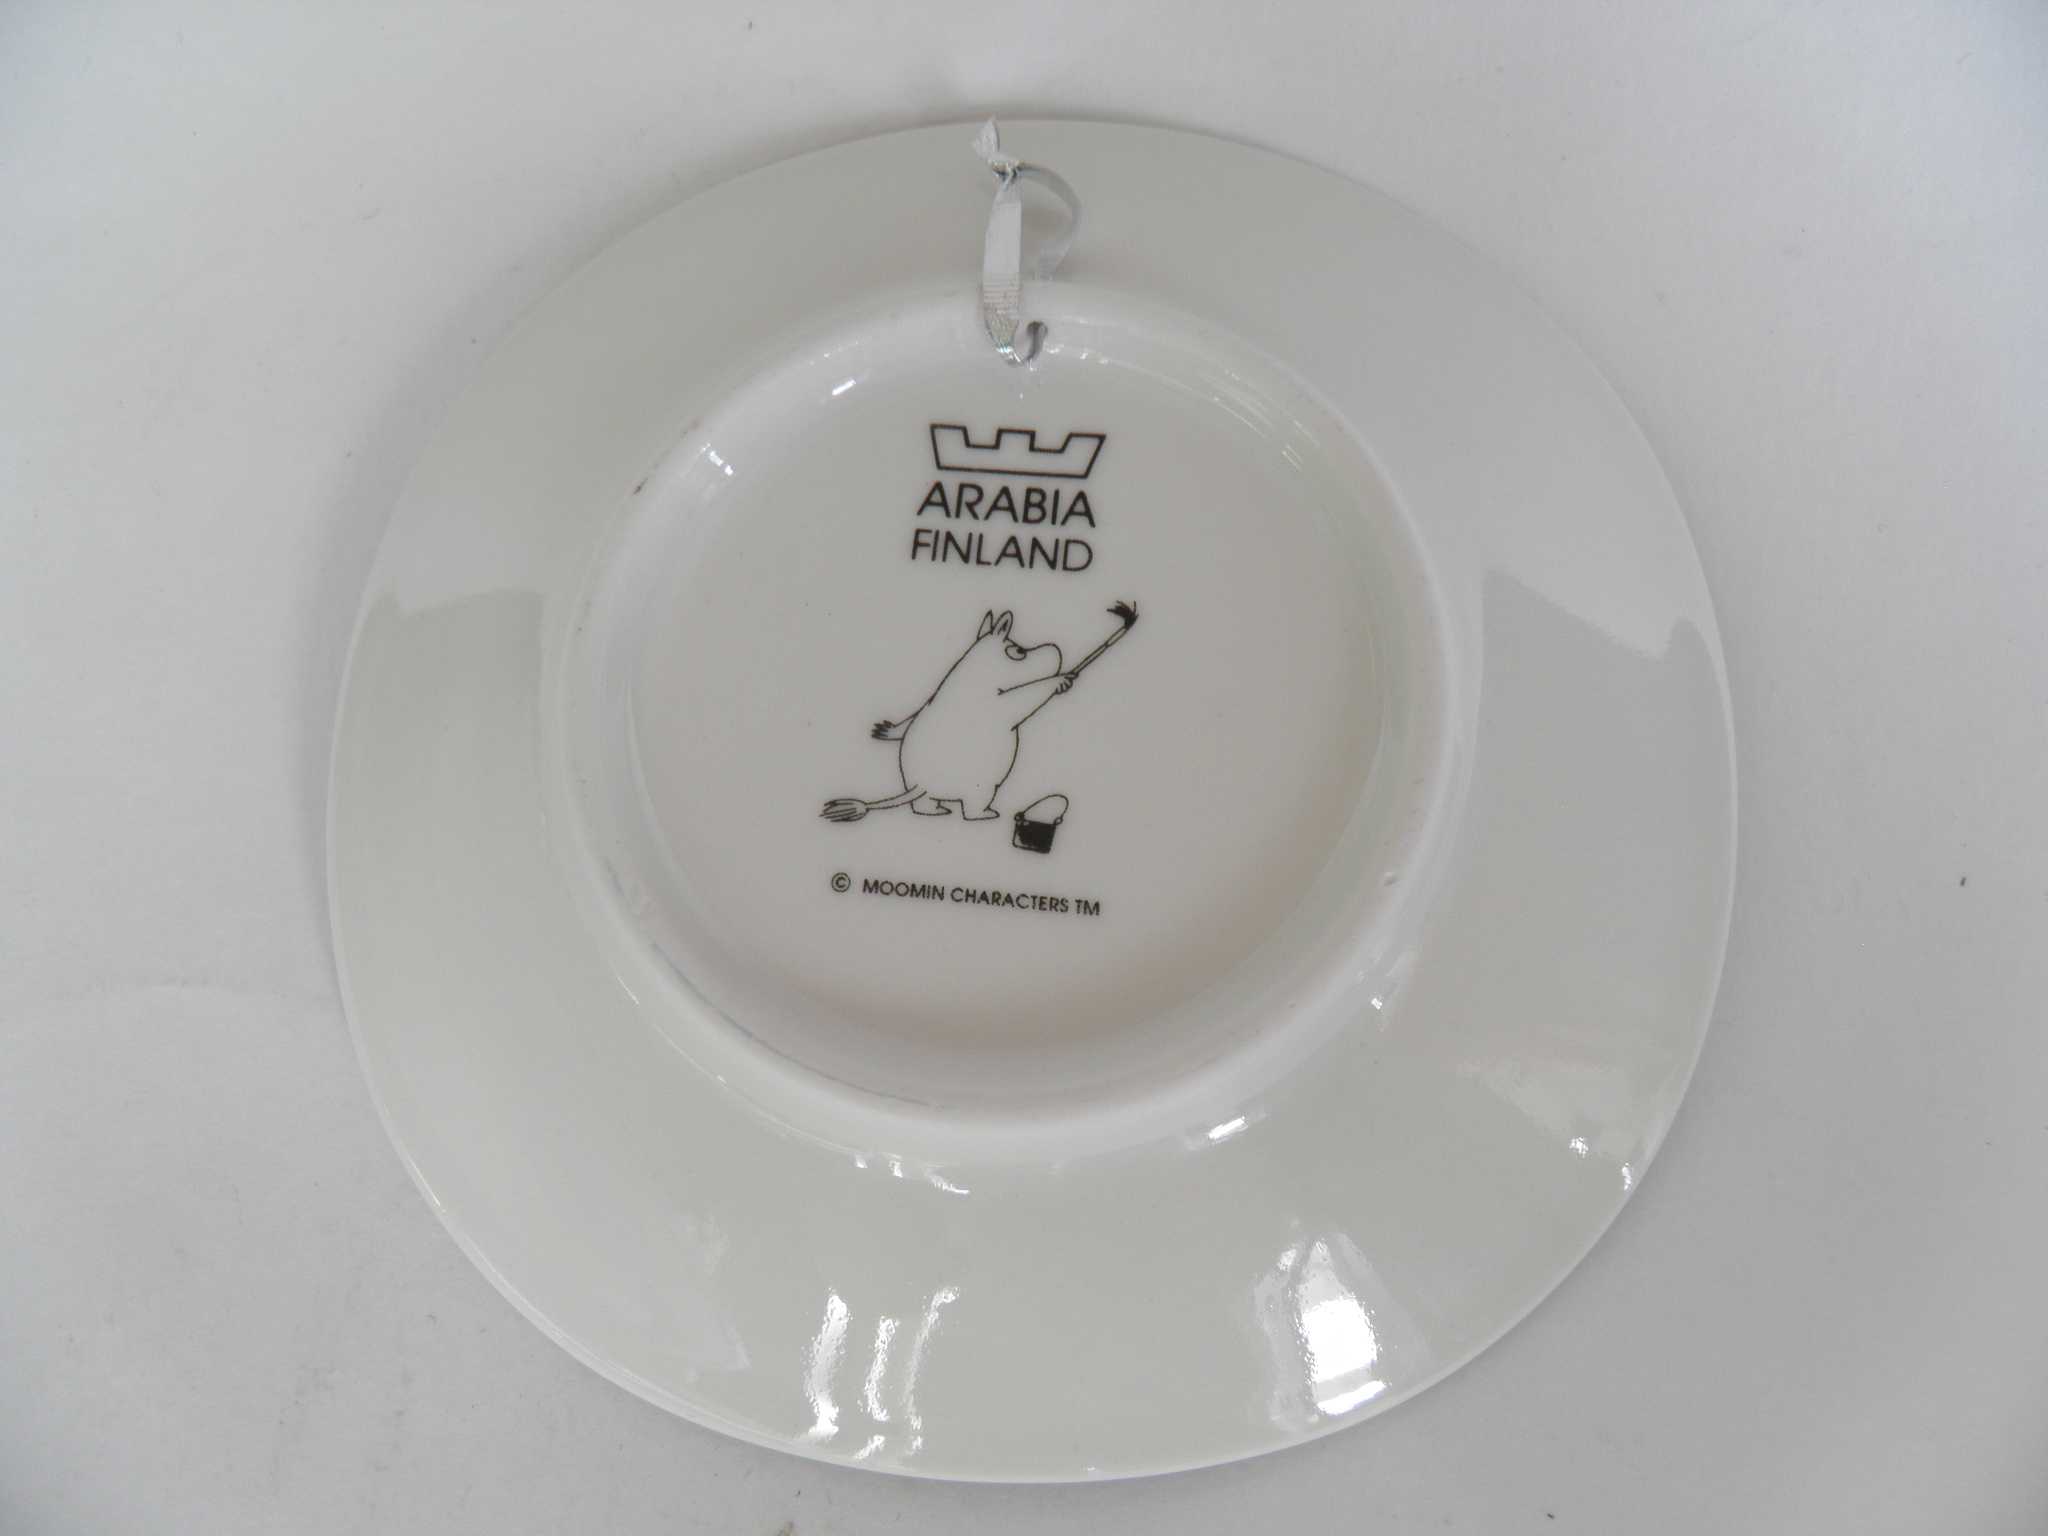 ARABIA
FINLAND
© MOOMIN CHARACTERS TM